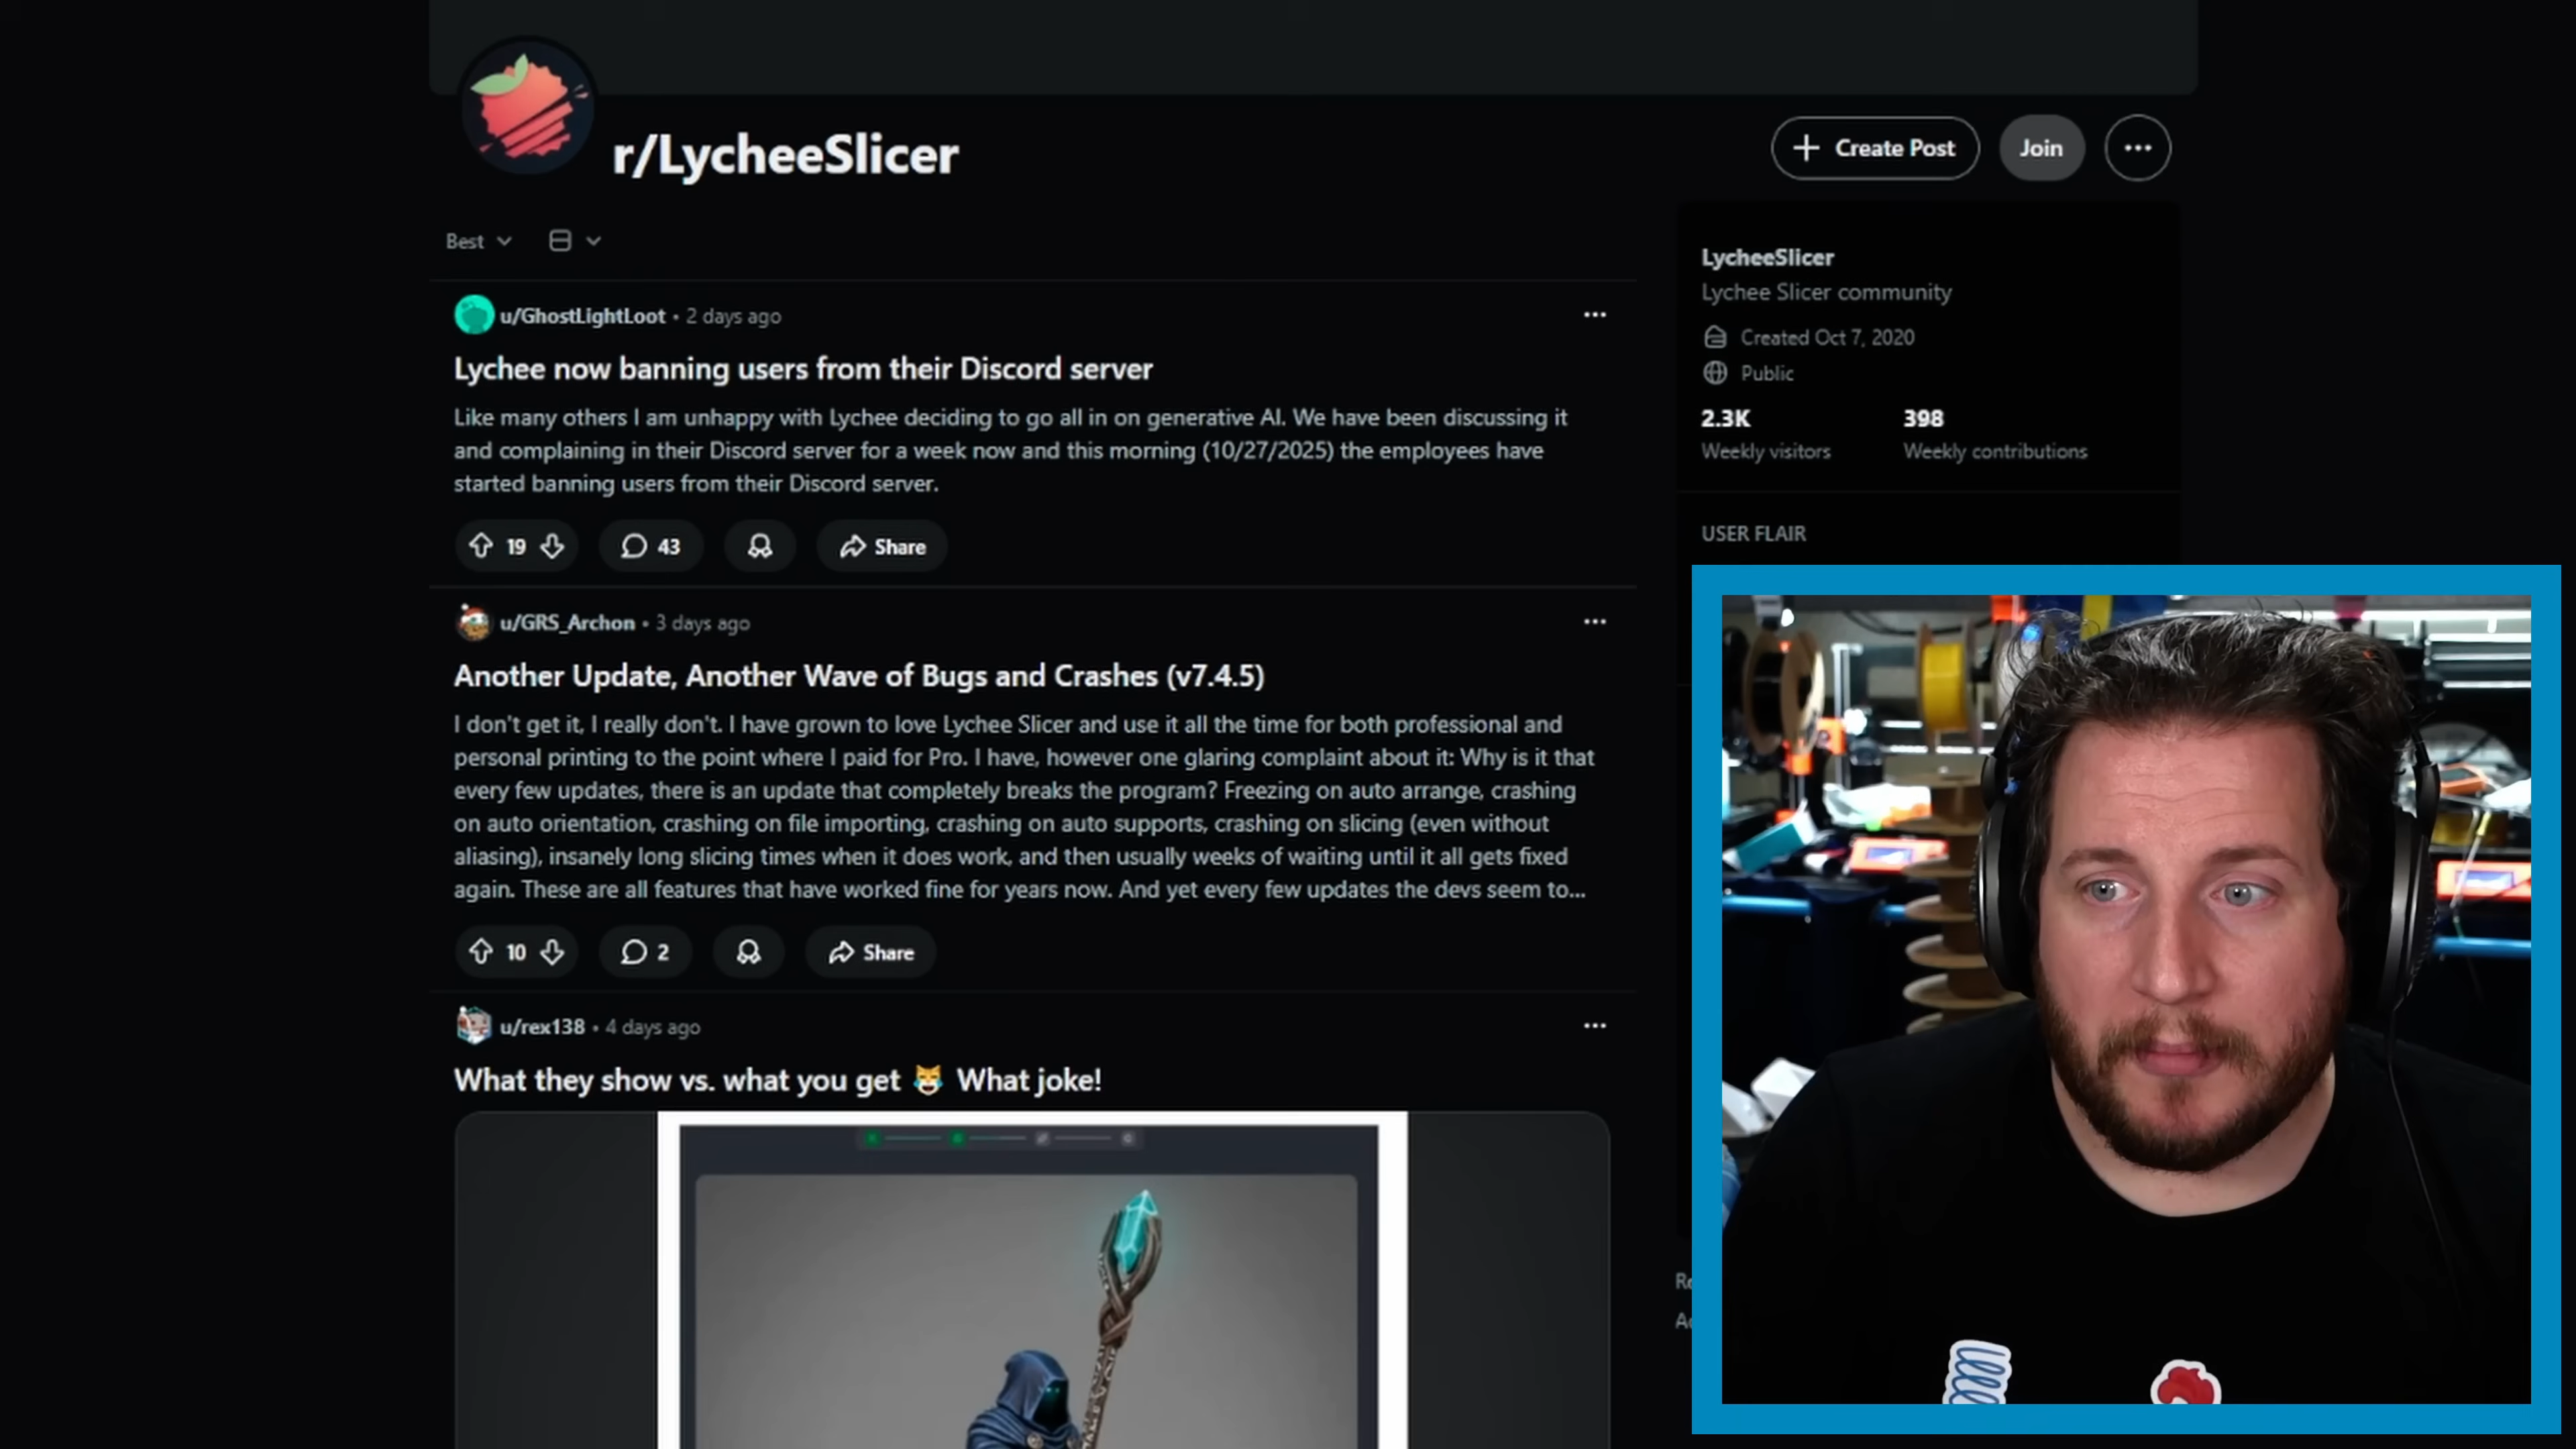 r/LycheeSlicer
Create Post
Join
Best
u/GhostLightLoot • 2 days ago
Lychee now banning users from their Discord server
Like many others I am unhappy with Lychee deciding to go all in on generative AI. We have been discussing it
and complaining in their Discord server for a week now and this morning (10/27/2025) the employees have
started banning users from their Discord server.
19
43
Share
u/GRS_Archon • 3 days ago
Another Update, Another Wave of Bugs and Crashes (v7.4.5)
I don't get it, I really don't. I have grown to love Lychee Slicer and use it all the time for both professional and
personal printing to the point where I paid for Pro. I have, however one glaring complaint about it: Why is it that
every few updates, there is an update that completely breaks the program? Freezing on auto arrange, crashing
on auto orientation, crashing on file importing, crashing on auto supports, crashing on slicing (even without
aliasing), insanely long slicing times when it does work, and then usually weeks of waiting until it all gets fixed
again. These are all features that have worked fine for years now. And yet every few updates the devs seem to...
10
2
Share
u/rex138 • 4 days ago
What they show vs. what you get 😹 What joke!
LycheeSlicer
Lychee Slicer community
Created Oct 7, 2020
Public
2.3K
398
Weekly visitors
Weekly contributions
USER FLAIR